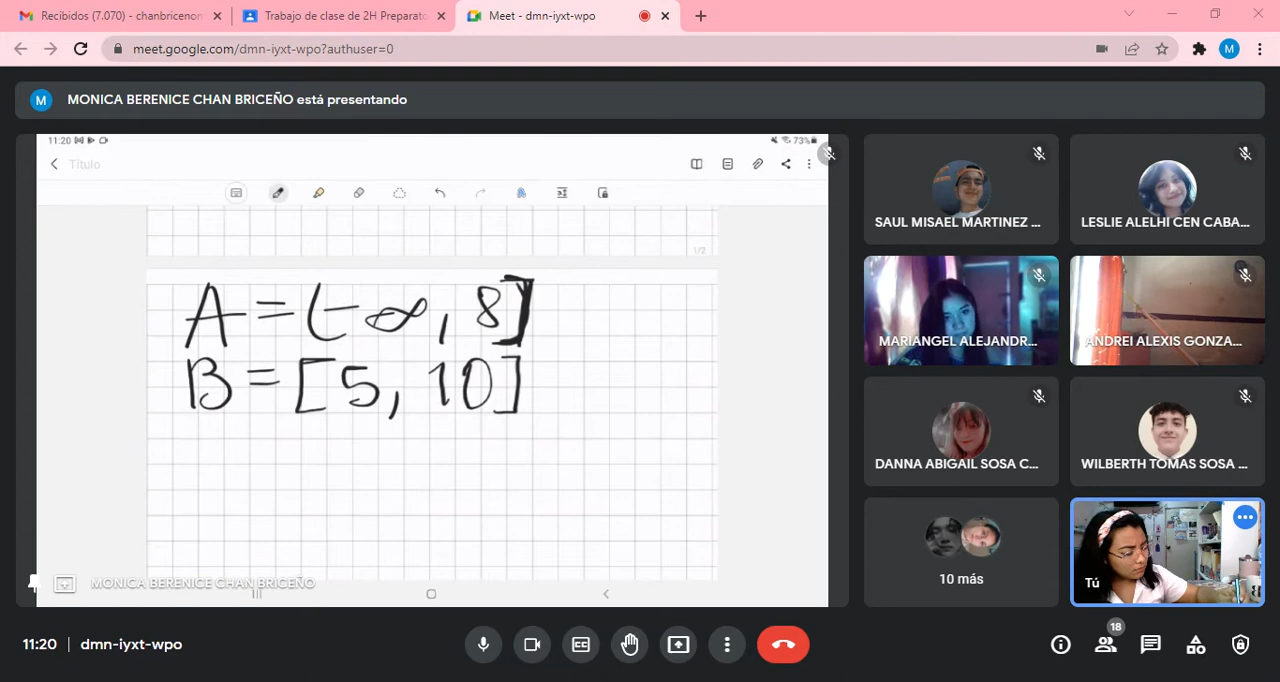 Recibidos (7.070) - chanbricenon
Trabajo de clase de 2H Preparato
Meet - dmn-iyxt-wpo
meet.google.com/dmn-iyxt-wpo?authuser=0
M
M
MONICA BERENICE CHAN BRICEÑO está presentando
11:20
73%
Título
1/2
A = (-∞, 8]
B = [5, 10]
MONICA BERENICE CHAN BRICEÑO
SAUL MISAEL MARTINEZ ...
LESLIE ALELHI CEN CABA...
MARIANGEL ALEJANDR...
ANDREI ALEXIS GONZA...
DANNA ABIGAIL SOSA C...
WILBERTH TOMAS SOSA ...
10 más
Tú
11:20 | dmn-iyxt-wpo
CC
18